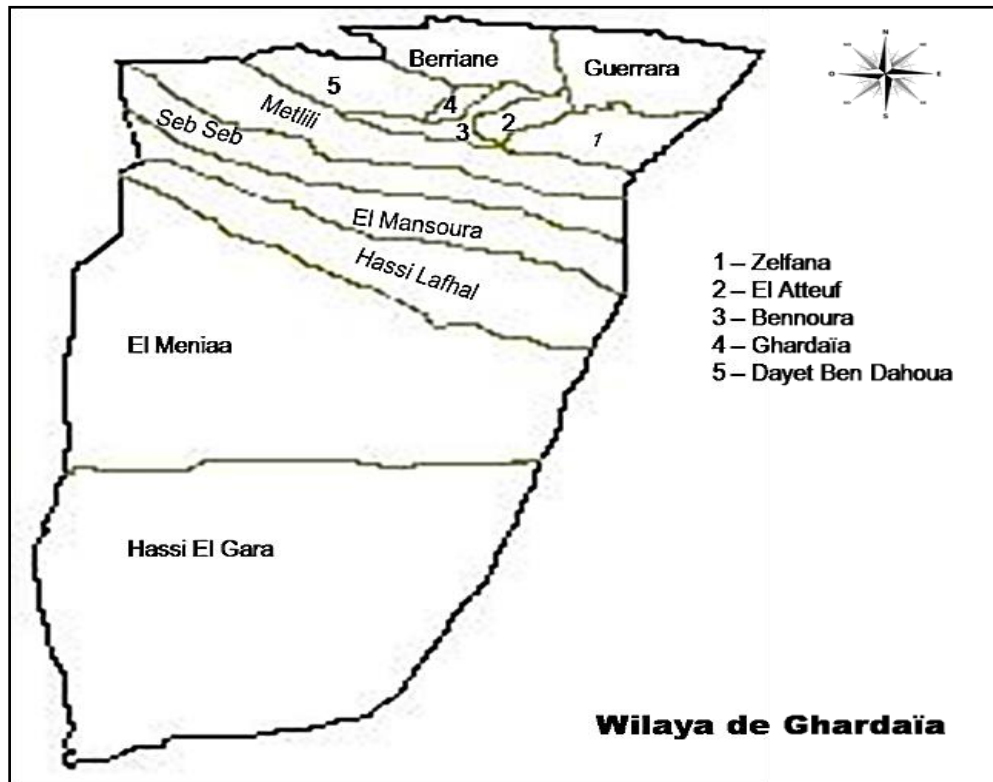 Berriane
Guerrara
5
4
Metlili
3
2
1
Seb Seb
El Mansoura
Hassi Lafhal
El Meniaa
Hassi El Gara
N
E
S
O
1 – Zelfana
2 – El Atteuf
3 – Bennoura
4 – Ghardaïa
5 – Dayet Ben Dahoua
Wilaya de Ghardaïa